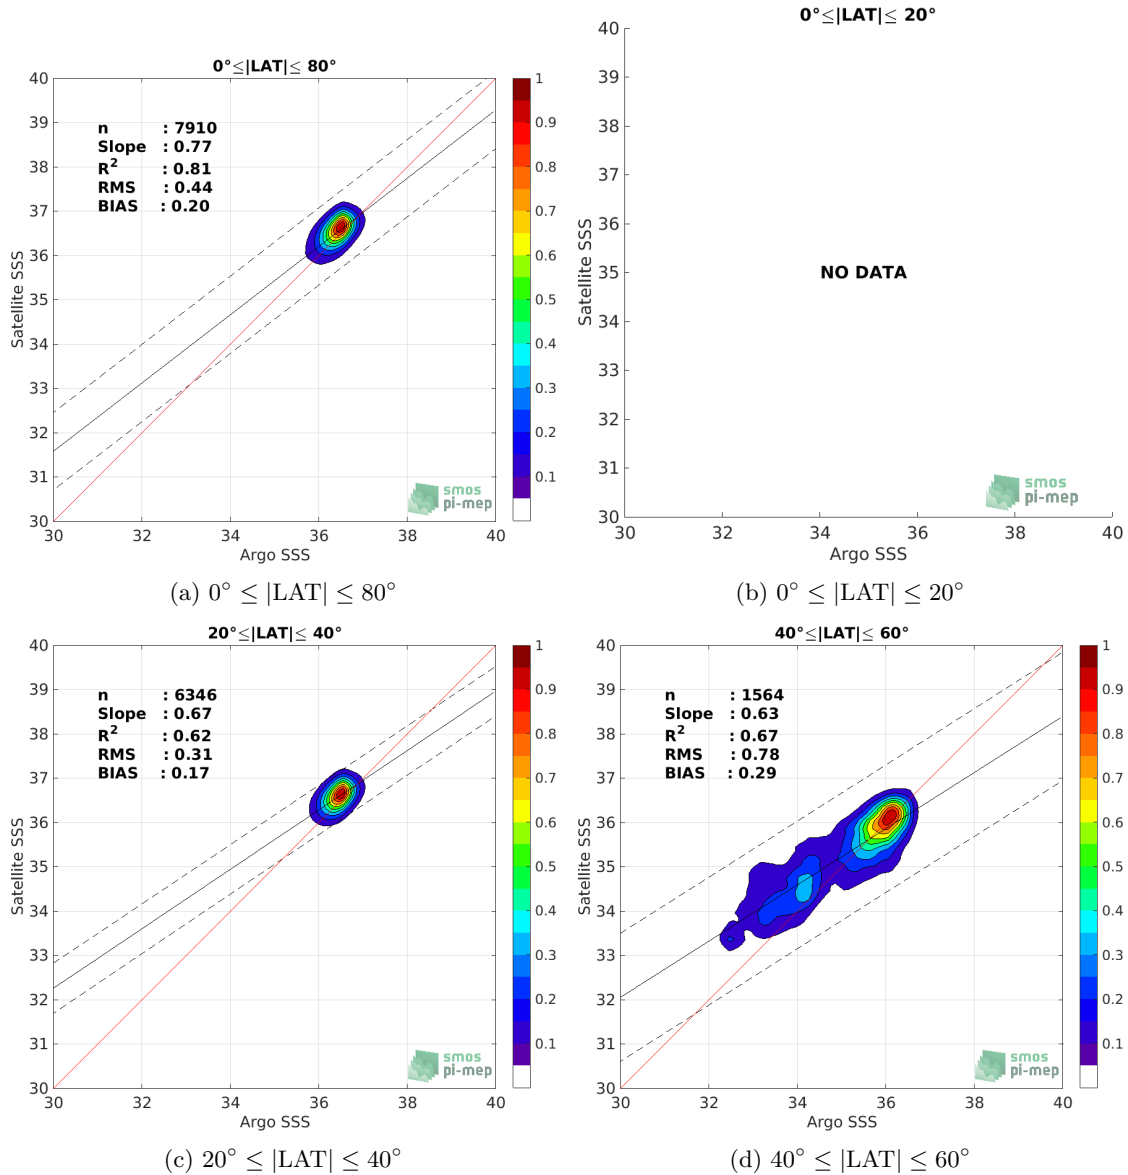 0°≤|LAT|≤ 80°
n : 7910
Slope : 0.77
R² : 0.81
RMS : 0.44
BIAS : 0.20
40
39
38
37
36
35
34
33
32
31
30
Satellite SSS
30 32 34 36 38 40
Argo SSS
1
0.9
0.8
0.7
0.6
0.5
0.4
0.3
0.2
0.1
smos
pi-mep
(a) 0° ≤ |LAT| ≤ 80°
0°≤|LAT|≤ 20°
40
39
38
37
36
35
34
33
32
31
30
Satellite SSS
NO DATA
30 32 34 36 38 40
Argo SSS
smos
pi-mep
(b) 0° ≤ |LAT| ≤ 20°
20°≤|LAT|≤ 40°
n : 6346
Slope : 0.67
R² : 0.62
RMS : 0.31
BIAS : 0.17
40
39
38
37
36
35
34
33
32
31
30
Satellite SSS
30 32 34 36 38 40
Argo SSS
1
0.9
0.8
0.7
0.6
0.5
0.4
0.3
0.2
0.1
smos
pi-mep
(c) 20° ≤ |LAT| ≤ 40°
40°≤|LAT|≤ 60°
n : 1564
Slope : 0.63
R² : 0.67
RMS : 0.78
BIAS : 0.29
40
39
38
37
36
35
34
33
32
31
30
Satellite SSS
30 32 34 36 38 40
Argo SSS
1
0.9
0.8
0.7
0.6
0.5
0.4
0.3
0.2
0.1
smos
pi-mep
(d) 40° ≤ |LAT| ≤ 60°